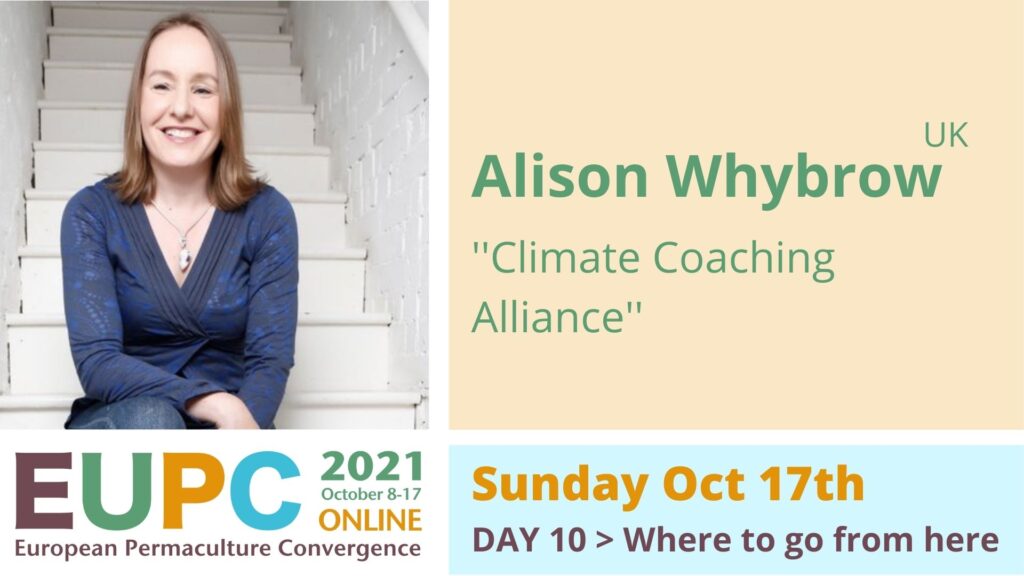 UK
Alison Whybrow
''Climate Coaching
Alliance''
EUPC
2021
October 8-17
ONLINE
European Permaculture Convergence
Sunday Oct 17th
DAY 10 > Where to go from here